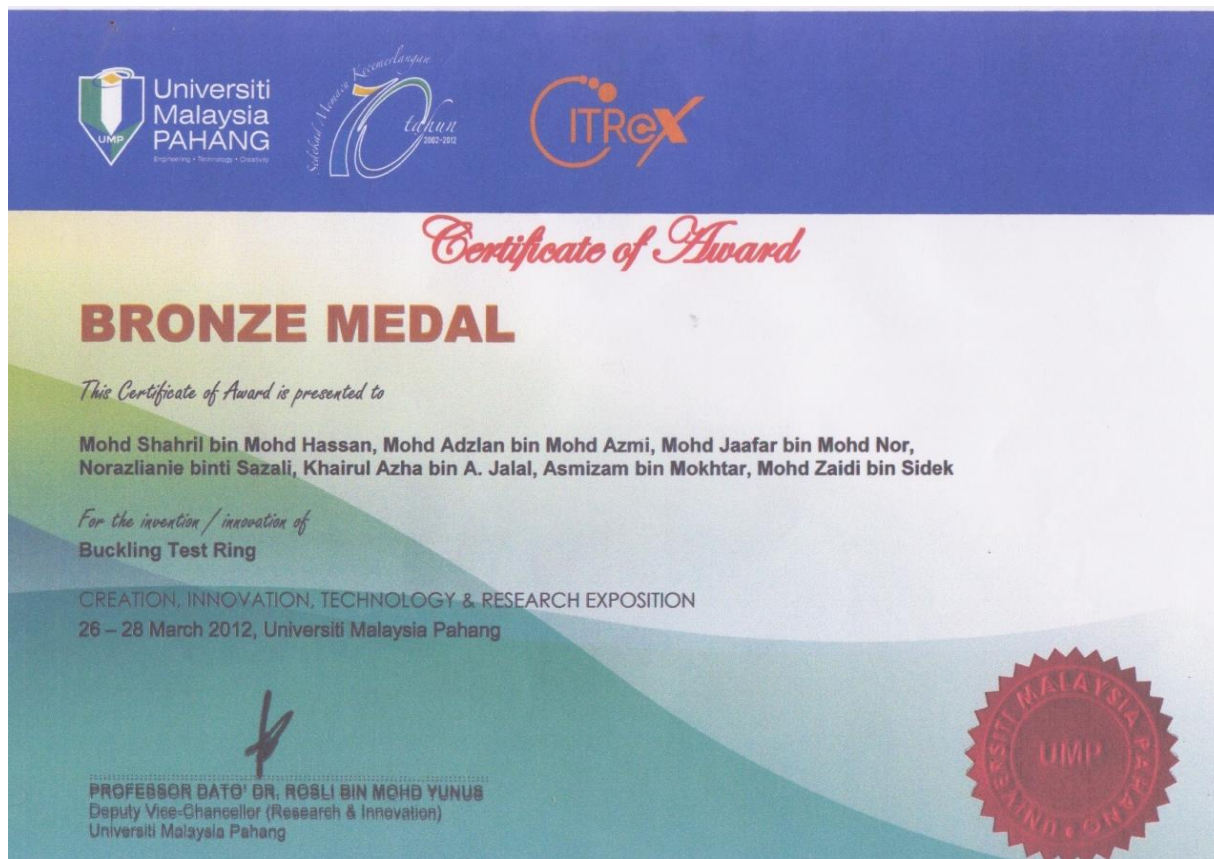 Universiti
Malaysia
PAHANG
Engineering • Technology • Creativity
UMP
Sedekad Memacu Kecemerlangan
10 tahun
2002-2012
CITReX
Certificate of Award
BRONZE MEDAL
This Certificate of Award is presented to
Mohd Shahril bin Mohd Hassan, Mohd Adzlan bin Mohd Azmi, Mohd Jaafar bin Mohd Nor,
Norazlianie binti Sazali, Khairul Azha bin A. Jalal, Asmizam bin Mokhtar, Mohd Zaidi bin Sidek
For the invention / innovation of
Buckling Test Ring
CREATION, INNOVATION, TECHNOLOGY & RESEARCH EXPOSITION
26 – 28 March 2012, Universiti Malaysia Pahang
PROFESSOR DATO' DR. ROSLI BIN MOHD YUNUS
Deputy Vice-Chancellor (Research & Innovation)
Universiti Malaysia Pahang
UNIVERSITI MALAYSIA PAHANG
UMP